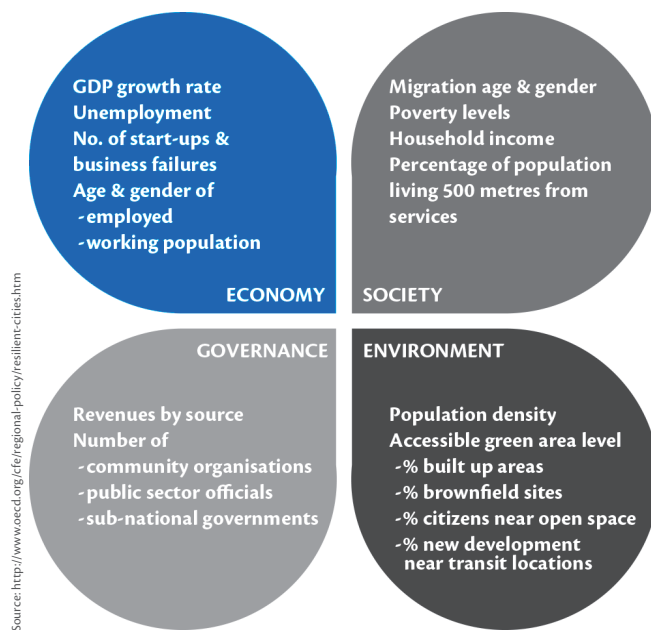 GDP growth rate
Unemployment
No. of start-ups &
business failures
Age & gender of
-employed
-working population
ECONOMY
Migration age & gender
Poverty levels
Household income
Percentage of population
living 500 metres from
services
SOCIETY
GOVERNANCE
Revenues by source
Number of
-community organisations
-public sector officials
-sub-national governments
ENVIRONMENT
Population density
Accessible green area level
-% built up areas
-% brownfield sites
-% citizens near open space
-% new development
near transit locations
Source: http://www.oecd.org/cfe/regional-policy/resilient-cities.htm